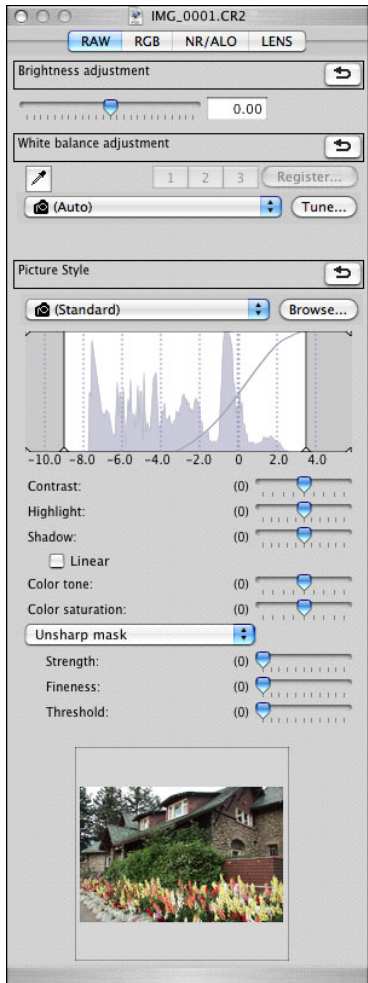 IMG_0001.CR2
RAW RGB NR/ALO LENS
Brightness adjustment
0.00
White balance adjustment
1 2 3 Register...
(Auto) Tune...
Picture Style
(Standard) Browse...
-10.0 -8.0 -6.0 -4.0 -2.0 0 2.0 4.0
Contrast: (0)
Highlight: (0)
Shadow: (0)
Linear
Color tone: (0)
Color saturation: (0)
Unsharp mask
Strength: (0)
Fineness: (0)
Threshold: (0)